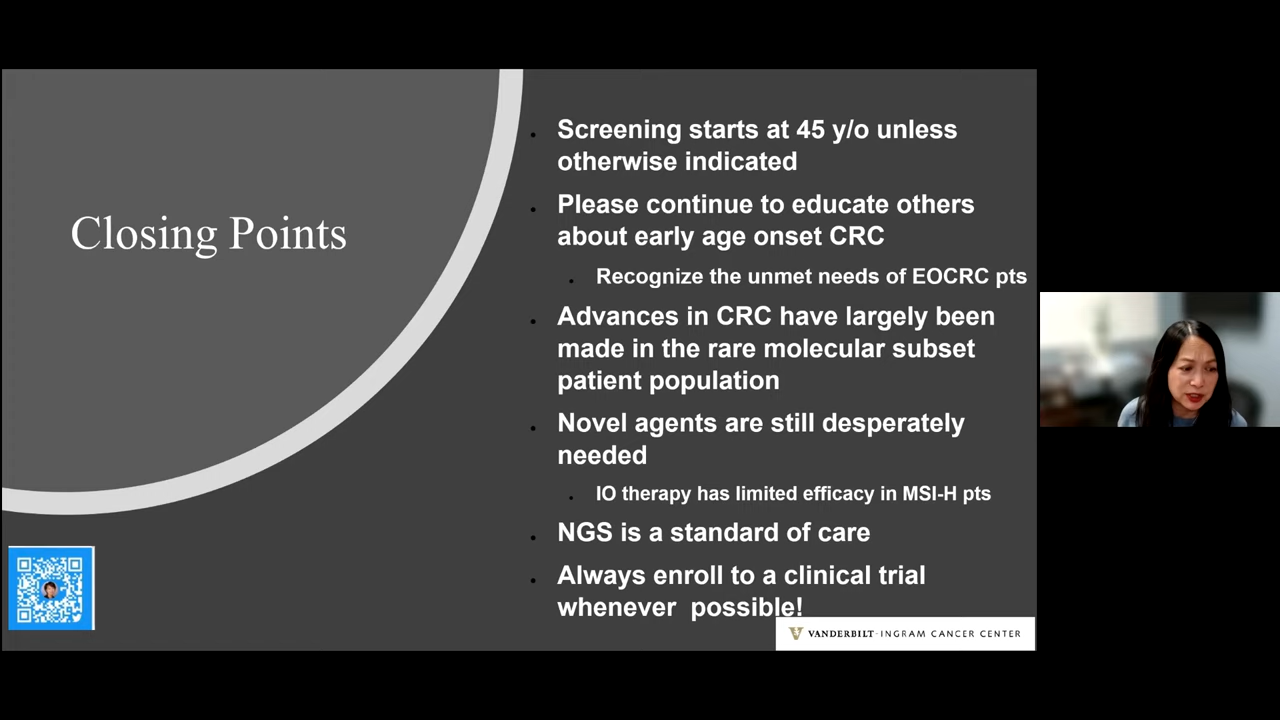 Closing Points
Screening starts at 45 y/o unless
otherwise indicated
Please continue to educate others
about early age onset CRC
Recognize the unmet needs of EOCRC pts
Advances in CRC have largely been
made in the rare molecular subset
patient population
Novel agents are still desperately
needed
IO therapy has limited efficacy in MSI-H pts
NGS is a standard of care
Always enroll to a clinical trial
whenever possible!
VANDERBILT-INGRAM CANCER CENTER